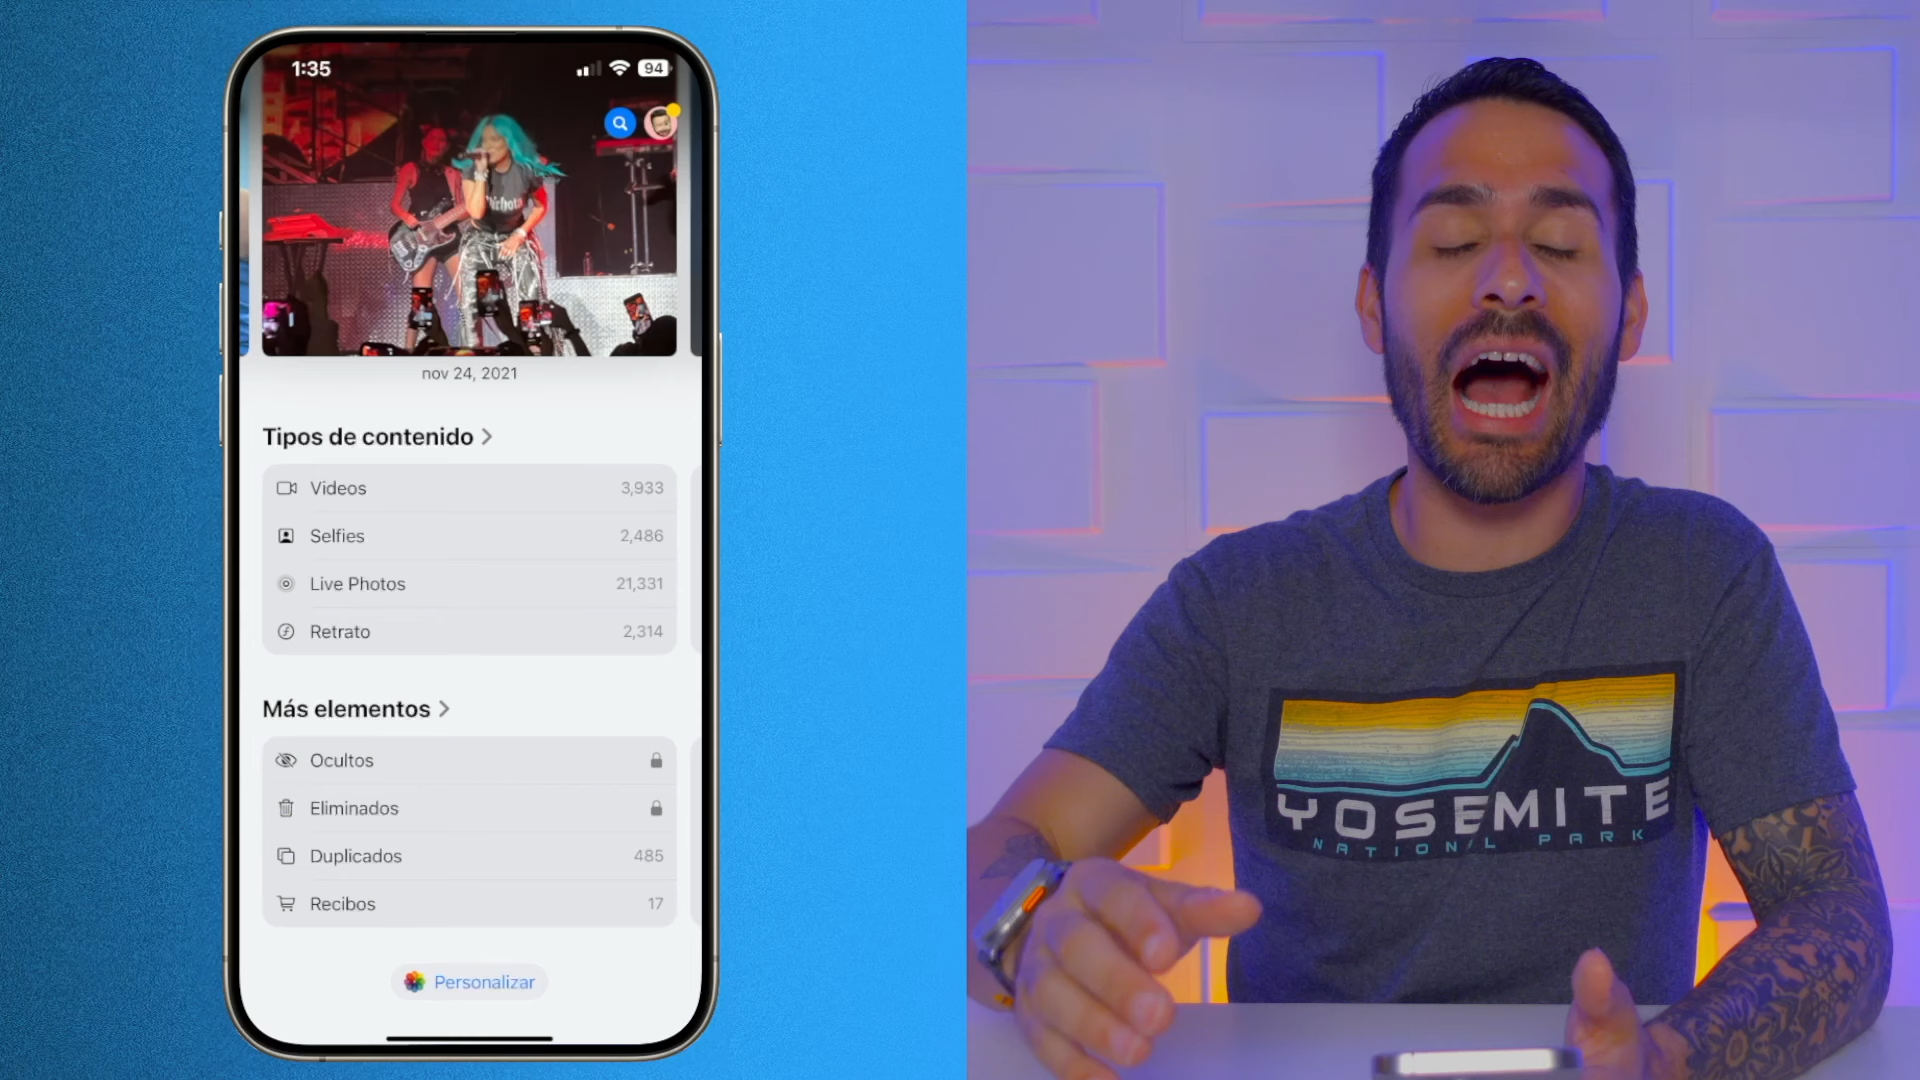 1:35
94
Bichota
nov 24, 2021
Tipos de contenido
Videos 3,933
Selfies 2,486
Live Photos 21,331
Retrato 2,314
Más elementos
Ocultos
Eliminados
Duplicados 485
Recibos 17
Personalizar
YOSEMITE
NATIONAL PARK